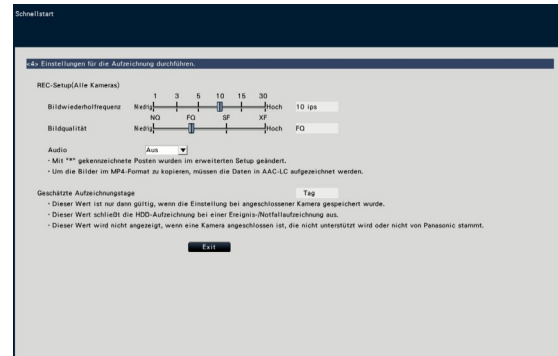 Schnellstart
<4> Einstellungen für die Aufzeichnung durchführen.
REC-Setup(Alle Kameras)
1 3 5 10 15 30
Bildwiederholfrequenz Niedrig Hoch 10 ips
NQ FQ SF XF
Bildqualität Niedrig Hoch FQ
Audio Aus
· Mit "*" gekennzeichnete Posten wurden im erweiterten Setup geändert.
· Um die Bilder im MP4-Format zu kopieren, müssen die Daten in AAC-LC aufgezeichnet werden.
Geschätzte Aufzeichnungstage Tag
· Dieser Wert ist nur dann gültig, wenn die Einstellung bei angeschlossener Kamera gespeichert wurde.
· Dieser Wert schließt die HDD-Aufzeichnung bei einer Ereignis-/Notfallaufzeichnung aus.
· Dieser Wert wird nicht angezeigt, wenn eine Kamera angeschlossen ist, die nicht unterstützt wird oder nicht von Panasonic stammt.
Exit